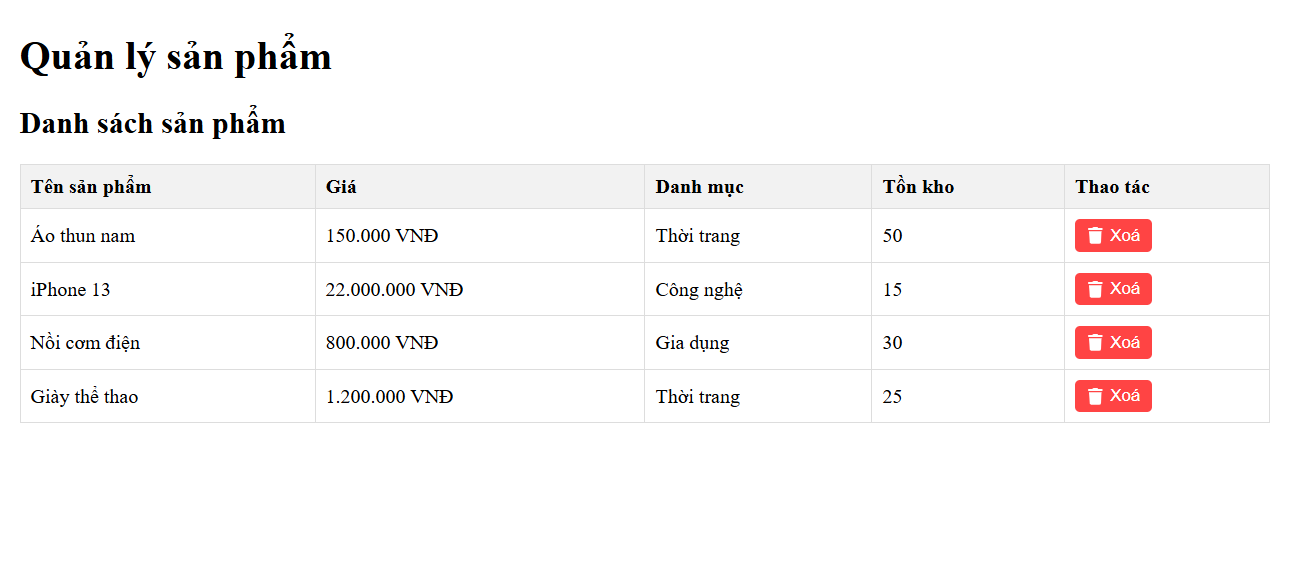 Quản lý sản phẩm
Danh sách sản phẩm
Tên sản phẩm Giá Danh mục Tồn kho Thao tác
Áo thun nam 150.000 VNĐ Thời trang 50 Xoá
iPhone 13 22.000.000 VNĐ Công nghệ 15 Xoá
Nồi cơm điện 800.000 VNĐ Gia dụng 30 Xoá
Giày thể thao 1.200.000 VNĐ Thời trang 25 Xoá